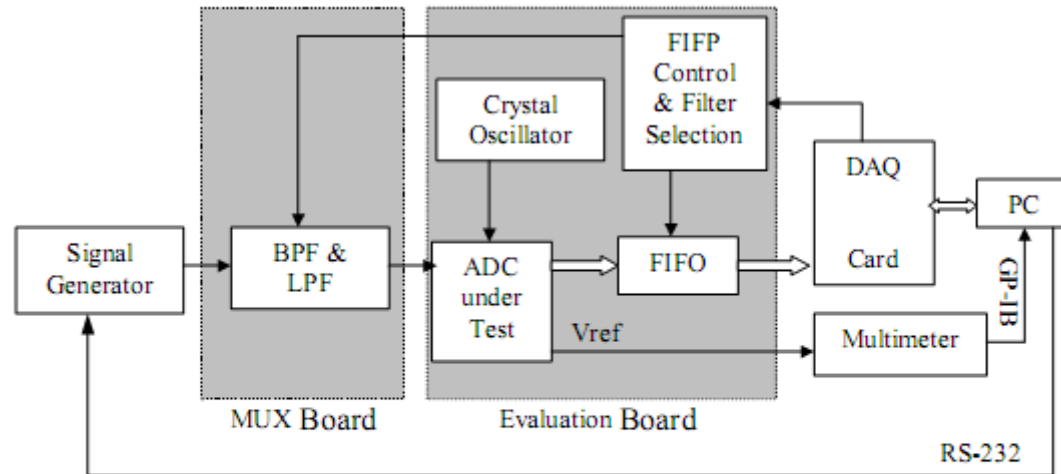 FIFP
Control
& Filter
Selection
Crystal
Oscillator
DAQ
Card
PC
Signal
Generator
BPF &
LPF
ADC
under
Test
FIFO
GP-IB
Vref
Multimeter
MUX Board
Evaluation Board
RS-232